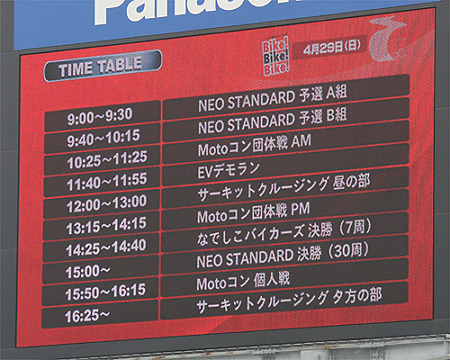 Panasonic
TIME TABLE
Bike!
Bike!
Bike!
4月29日(日)
9:00～9:30 NEO STANDARD 予選 A組
9:40～10:15 NEO STANDARD 予選 B組
10:25～11:25 Motoコン団体戦 AM
11:40～11:55 EVデモラン
12:00～13:00 サーキットクルージング 昼の部
13:15～14:15 Motoコン団体戦 PM
14:25～14:40 なでしこバイカーズ 決勝（7周）
15:00～ NEO STANDARD 決勝（30周）
15:50～16:15 Motoコン 個人戦
16:25～ サーキットクルージング 夕方の部